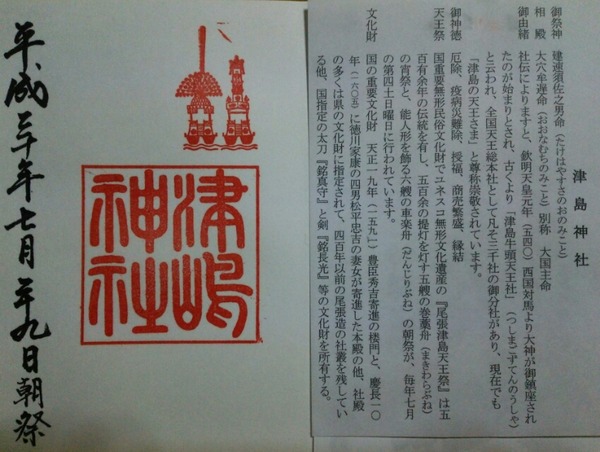 津島神社
御祭神 建速須佐之男命(たけはやすさのおのみこと)
相殿 大穴牟遅命(おおなむちのみこと)別称 大国主命
御由緒 社伝によりますと、欽明天皇元年(五四〇)西国対馬より大神が御鎮座され
たのが始まりとされ、古くより「津島牛頭天王社」(つしまごずてんのうしゃ)
と云われ、全国天王総本社として凡そ三千社の御分社があり、現在でも
「津島の天王さま」と尊称崇敬されています。
御神徳 厄除、疫病災難除、授福、商売繁盛、縁結
天王祭 国重要無形民俗文化財でユネスコ無形文化遺産の『尾張津島天王祭』は五
百有余年の伝統を有し、五百余の提灯を灯す五艘の巻藁舟(まきわらぶね)
の宵祭と、能人形を飾る六艘の車楽舟(だんじりぶね)の朝祭が、毎年七月
の第四土日曜日に行われています。
文化財 国の重要文化財 天正一九年(一五九一)豊臣秀吉寄進の楼門と、慶長一〇
年(一六〇五)に徳川家康の四男松平忠吉の妻女が寄進した本殿の他、社殿
の多くは県の文化財に指定されて、四百年以前の尾張造の社叢を残してい
る他、国指定の太刀『銘真守』と剣『銘長光』等の文化財を所有する。
津嶋
神社
平成三十年七月廿九日朝祭